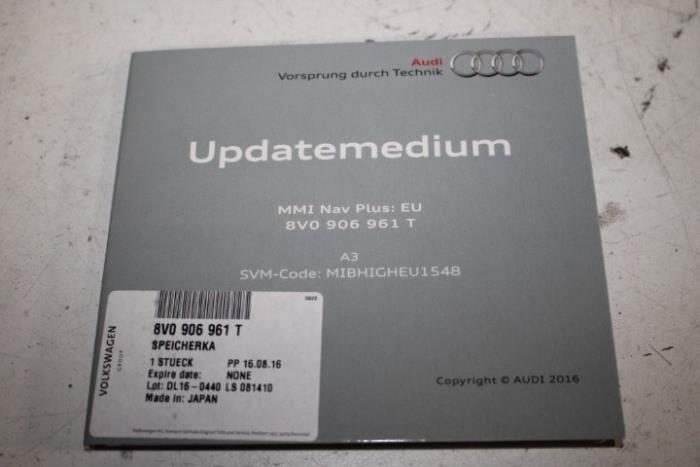 Audi
Vorsprung durch Technik
Updatemedium
MMI Nav Plus: EU
8V0 906 961 T
A3
SVM-Code: MIBHIGHEU1548
VOLKSWAGEN
GROUP
8V0 906 961 T
SPEICHERKA
1 STUECK PP 16.08.16
Expire date: NONE
Lpt: DL16-0440 LS 081410
Made in: JAPAN
Copyright © AUDI 2016